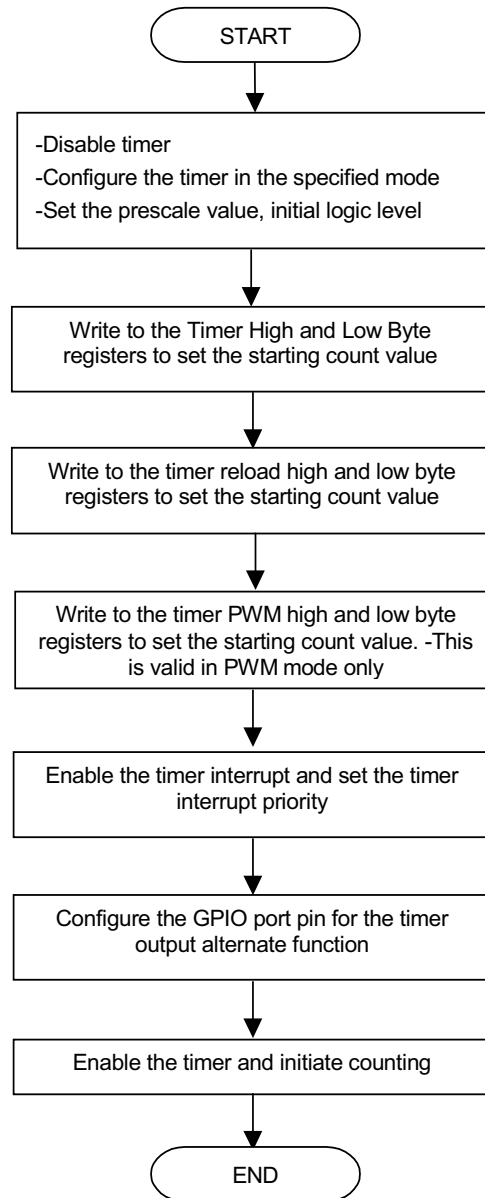 START
-Disable timer
-Configure the timer in the specified mode
-Set the prescale value, initial logic level
Write to the Timer High and Low Byte
registers to set the starting count value
Write to the timer reload high and low byte
registers to set the starting count value
Write to the timer PWM high and low byte
registers to set the starting count value. -This
is valid in PWM mode only
Enable the timer interrupt and set the timer
interrupt priority
Configure the GPIO port pin for the timer
output alternate function
Enable the timer and initiate counting
END